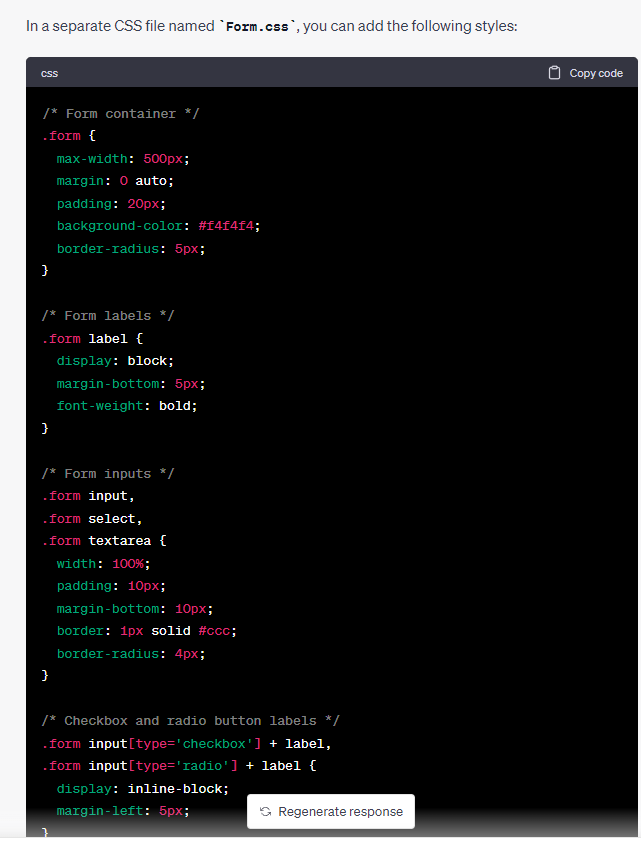 In a separate CSS file named `Form.css`, you can add the following styles:
css
Copy code
/* Form container */
.form {
  max-width: 500px;
  margin: 0 auto;
  padding: 20px;
  background-color: #f4f4f4;
  border-radius: 5px;
}
/* Form labels */
.form label {
  display: block;
  margin-bottom: 5px;
  font-weight: bold;
}
/* Form inputs */
.form input,
.form select,
.form textarea {
  width: 100%;
  padding: 10px;
  margin-bottom: 10px;
  border: 1px solid #ccc;
  border-radius: 4px;
}
/* Checkbox and radio button labels */
.form input[type='checkbox'] + label,
.form input[type='radio'] + label {
  display: inline-block;
  margin-left: 5px;
}
Regenerate response